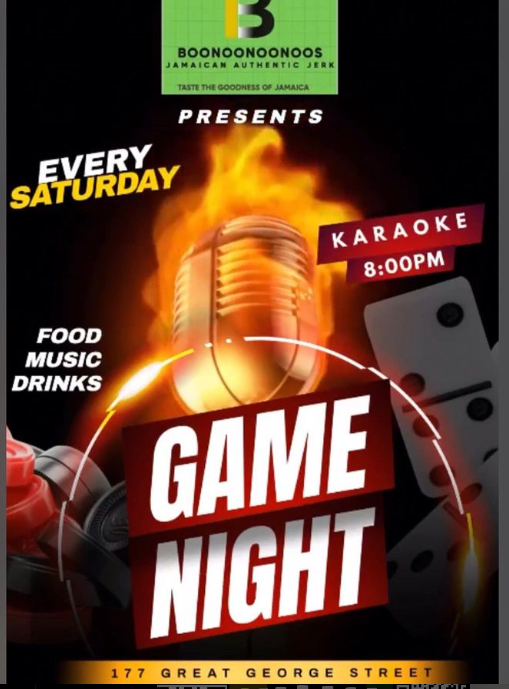 B
BOONOONOONOOS
JAMAICAN AUTHENTIC JERK
TASTE THE GOODNESS OF JAMAICA
PRESENTS
EVERY
SATURDAY
KARAOKE
8:00PM
FOOD
MUSIC
DRINKS
GAME
NIGHT
177 GREAT GEORGE STREET